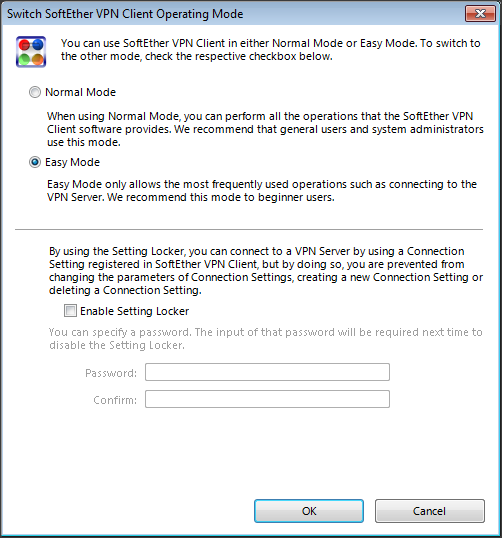 Switch SoftEther VPN Client Operating Mode
You can use SoftEther VPN Client in either Normal Mode or Easy Mode. To switch to
the other mode, check the respective checkbox below.
Normal Mode
When using Normal Mode, you can perform all the operations that the SoftEther VPN
Client software provides. We recommend that general users and system administrators
use this mode.
Easy Mode
Easy Mode only allows the most frequently used operations such as connecting to the
VPN Server. We recommend this mode to beginner users.
By using the Setting Locker, you can connect to a VPN Server by using a Connection
Setting registered in SoftEther VPN Client, but by doing so, you are prevented from
changing the parameters of Connection Settings, creating a new Connection Setting or
deleting a Connection Setting.
Enable Setting Locker
You can specify a password. The input of that password will be required next time to
disable the Setting Locker.
Password:
Confirm:
OK
Cancel